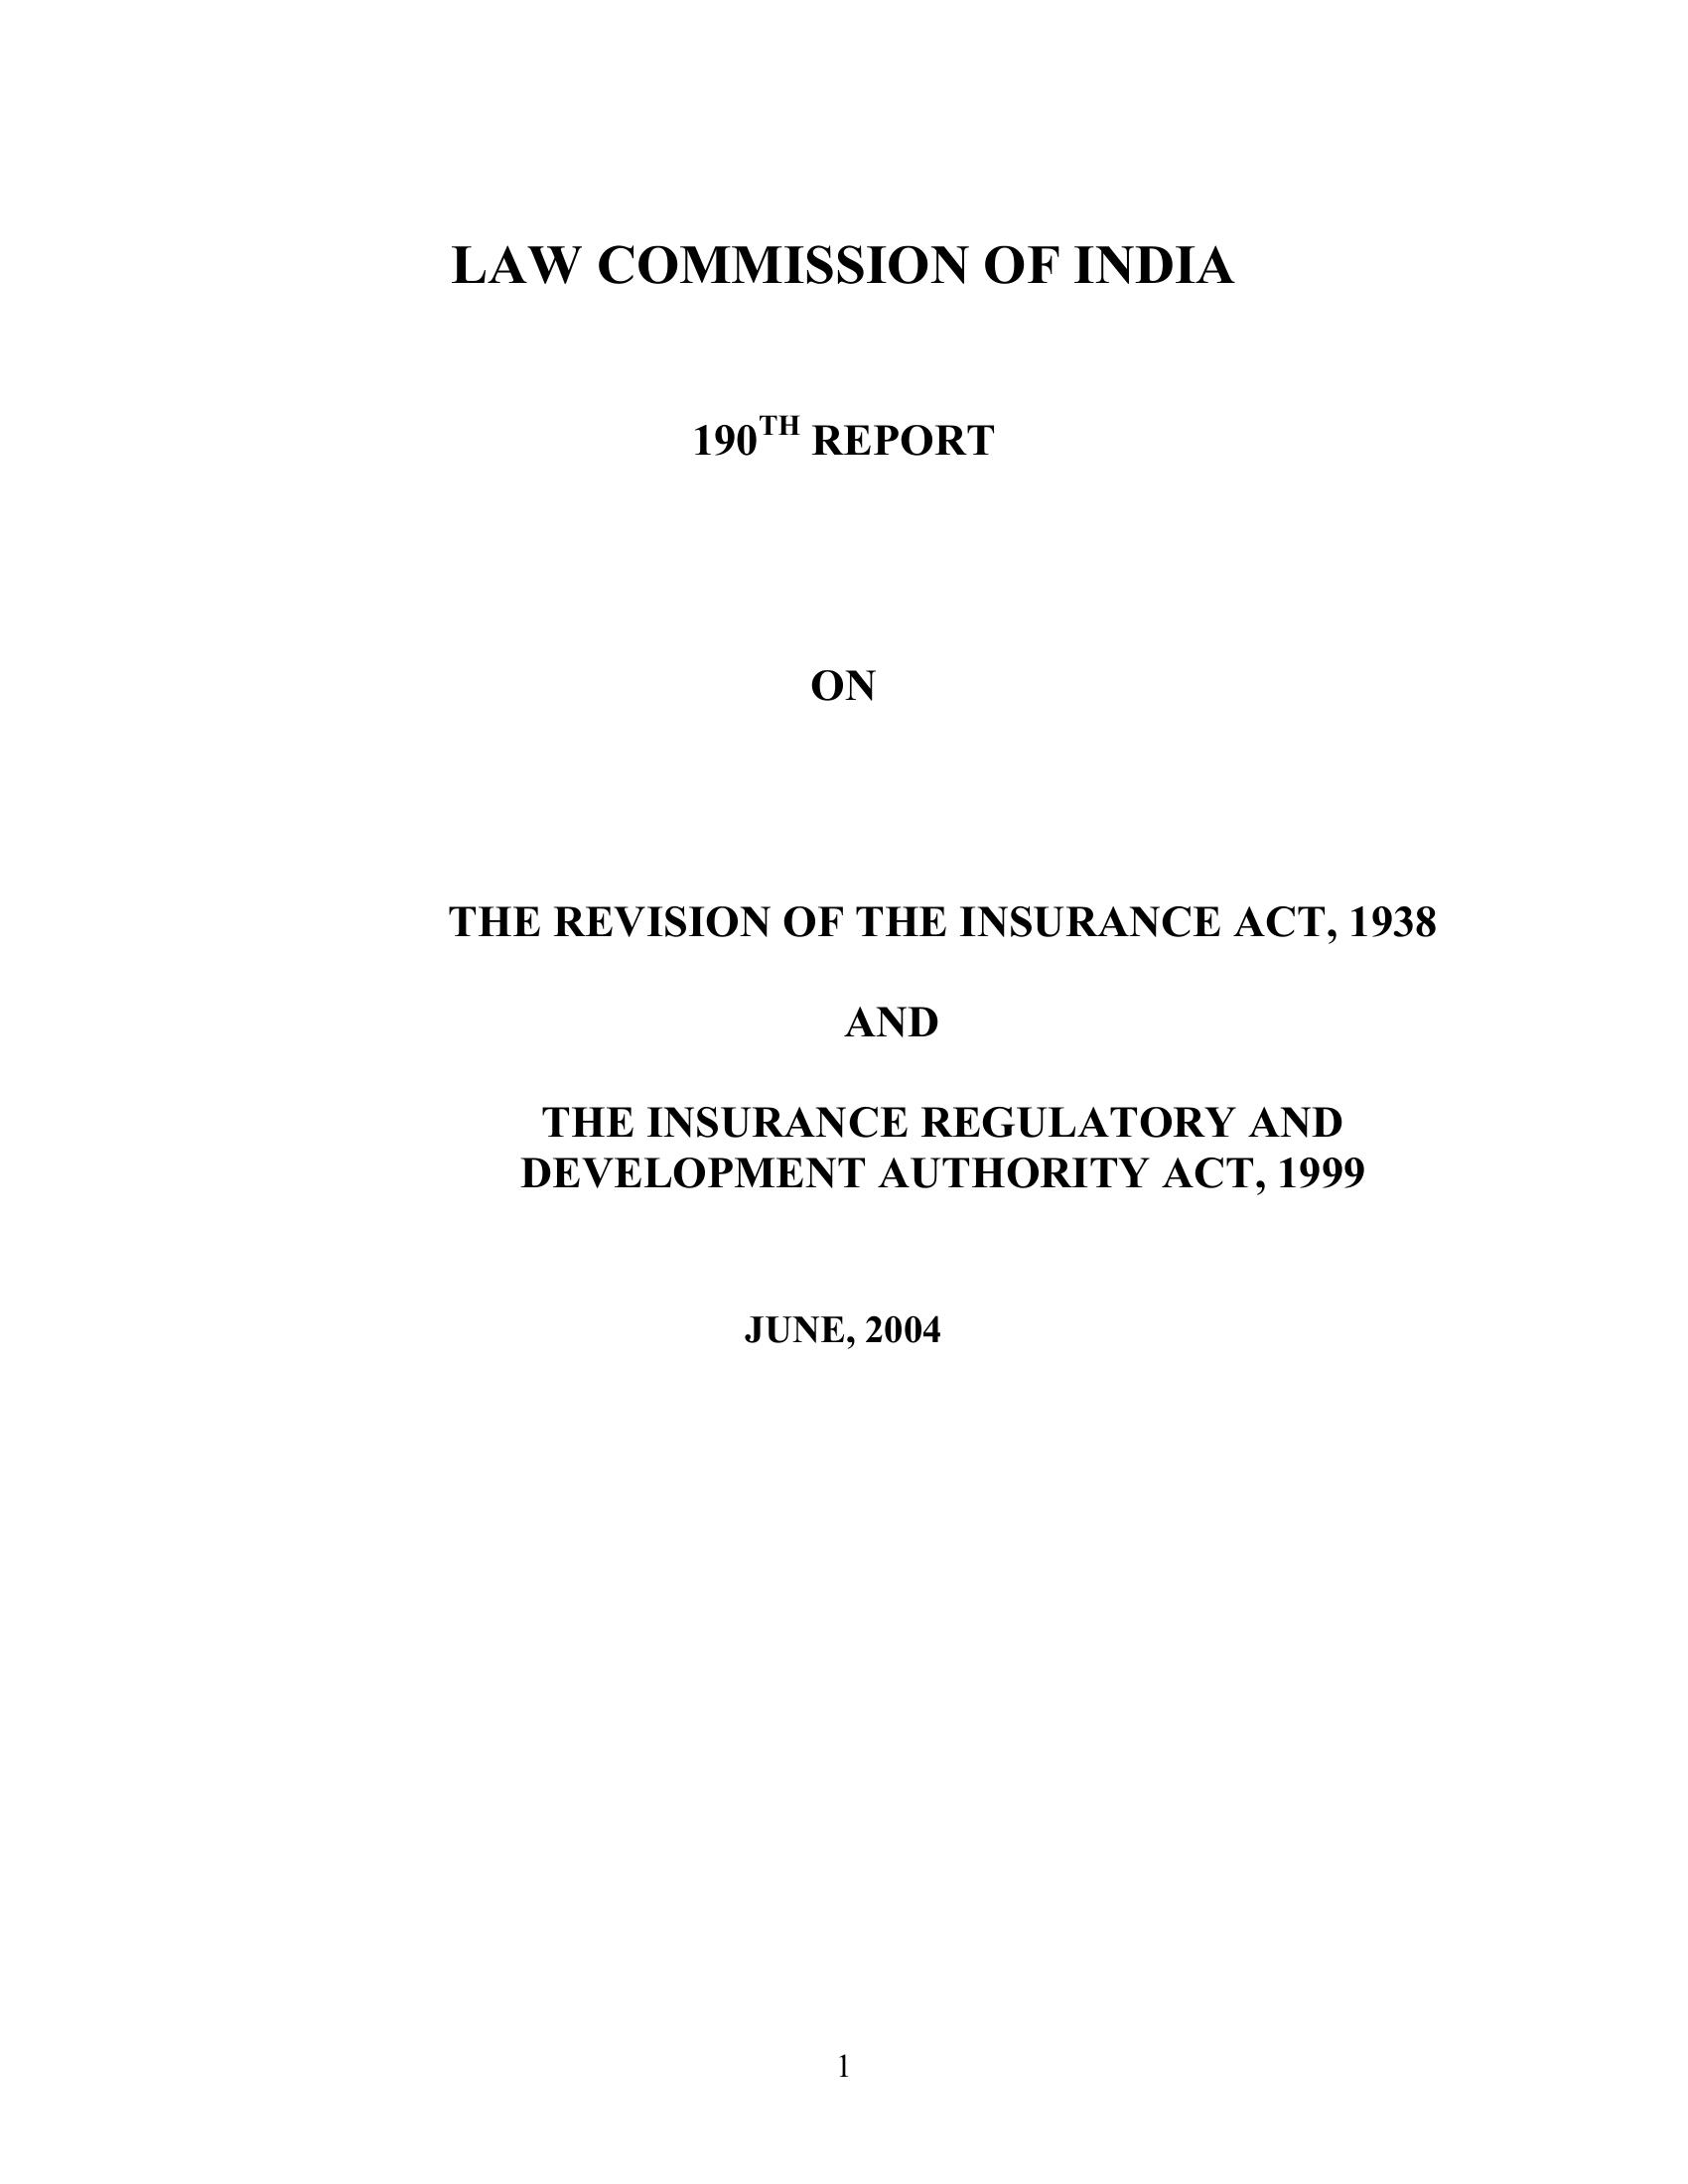 LAW COMMISSION OF INDIA
190TH REPORT
ON
THE REVISION OF THE INSURANCE ACT, 1938
AND
THE INSURANCE REGULATORY AND
DEVELOPMENT AUTHORITY ACT, 1999
JUNE, 2004
1